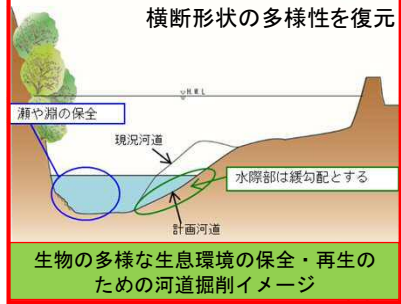 横断形状の多様性を復元
H.W.L
瀬や淵の保全
現況河道
水際部は緩勾配とする
計画河道
生物の多様な生息環境の保全・再生の
ための河道掘削イメージ